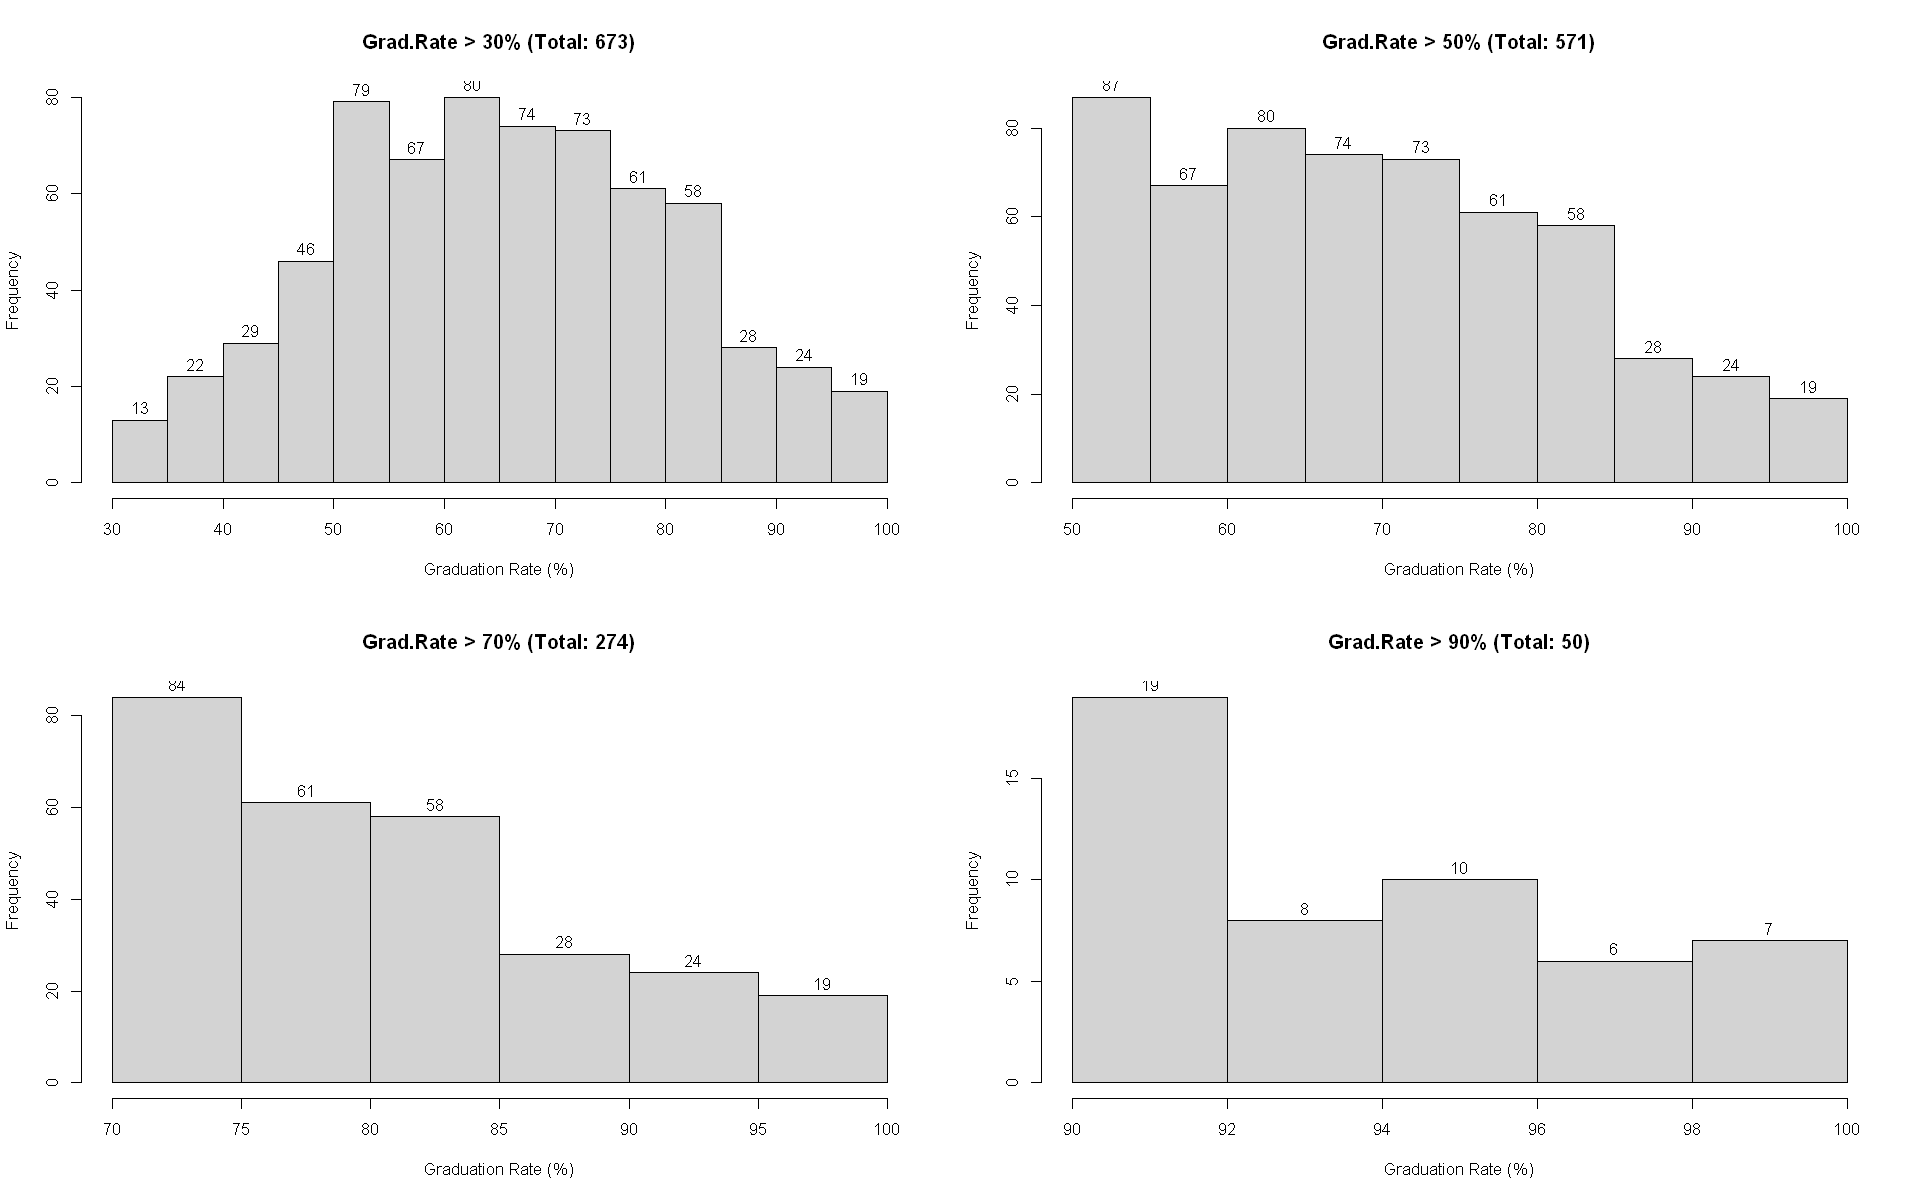 Grad.Rate > 30% (Total: 673)
Frequency
0 20 40 60 80
13 22 29 46 79 67 80 74 73 61 58 28 24 19
30 40 50 60 70 80 90 100
Graduation Rate (%)
Grad.Rate > 50% (Total: 571)
Frequency
0 20 40 60 80
87 67 80 74 73 61 58 28 24 19
50 60 70 80 90 100
Graduation Rate (%)
Grad.Rate > 70% (Total: 274)
Frequency
0 20 40 60 80
84 61 58 28 24 19
70 75 80 85 90 95 100
Graduation Rate (%)
Grad.Rate > 90% (Total: 50)
Frequency
0 5 10 15
19 8 10 6 7
90 92 94 96 98 100
Graduation Rate (%)